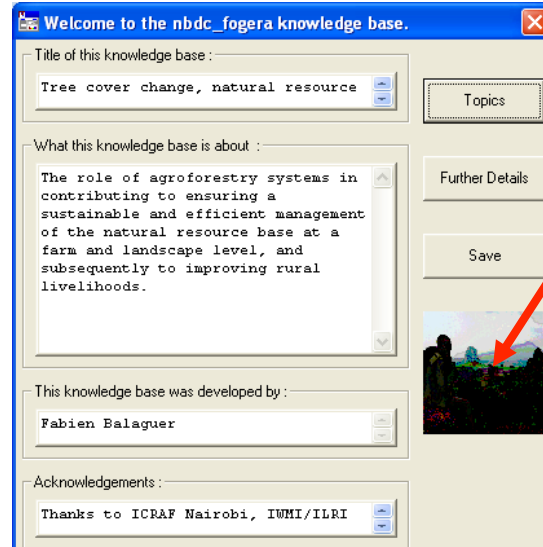 Welcome to the nbdc_fogera knowledge base.
Title of this knowledge base :
Tree cover change, natural resource
Topics
What this knowledge base is about :
The role of agroforestry systems in
contributing to ensuring a
sustainable and efficient management
of the natural resource base at a
farm and landscape level, and
subsequently to improving rural
livelihoods.
Further Details
Save
This knowledge base was developed by :
Fabien Balaguer
Acknowledgements :
Thanks to ICRAF Nairobi, IWMI/ILRI